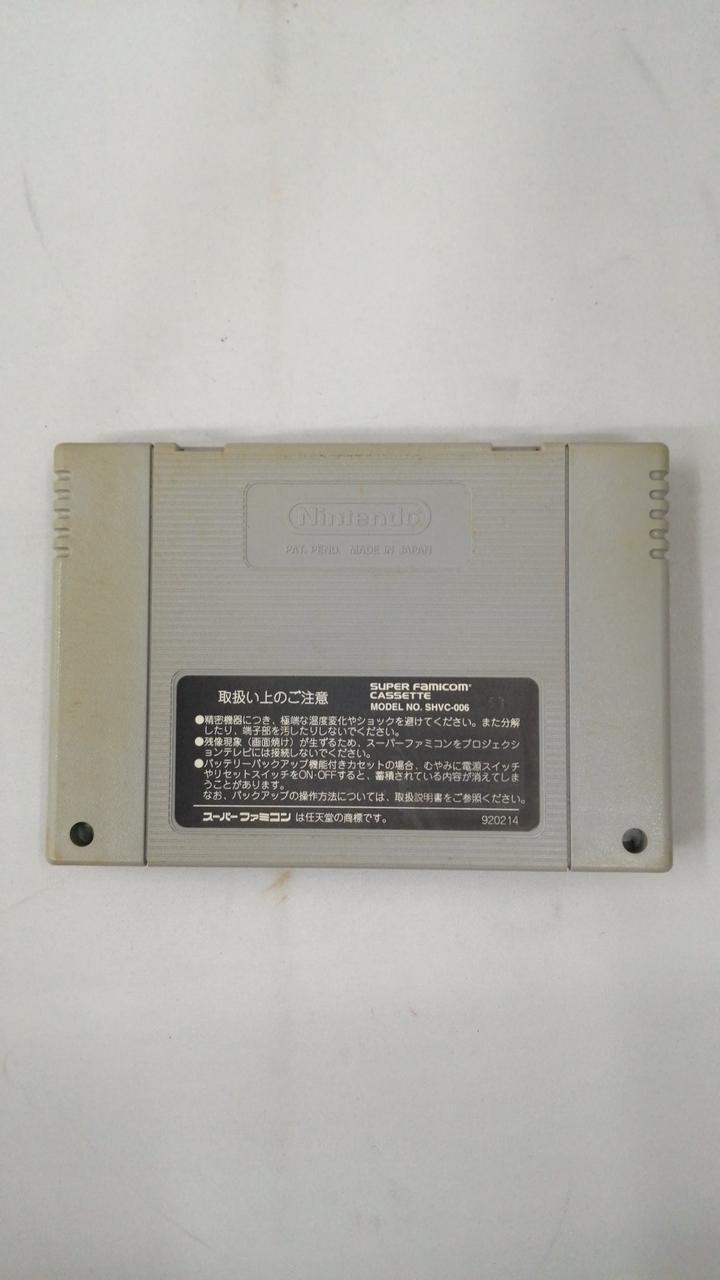 Nintendo
PAT. PEND. MADE IN JAPAN
取扱い上のご注意
SUPER FAMICOM
CASSETTE
MODEL NO. SHVC-006
●精密機器につき、極端な温度変化やショックを避けてください。また分解
したり、端子部を汚したりしないでください。
●残像現象(画面焼け)が生ずるため、スーパーファミコンをプロジェクシ
ョンテレビには接続しないでください。
●バッテリーバックアップ機能付きカセットの場合、むやみに電源スイッチ
やリセットスイッチをON・OFFすると、蓄積されている内容が消えてしま
うことがあります。
なお、バックアップの操作方法については、取扱説明書をご参照ください。
スーパーファミコン は任天堂の商標です。
920214